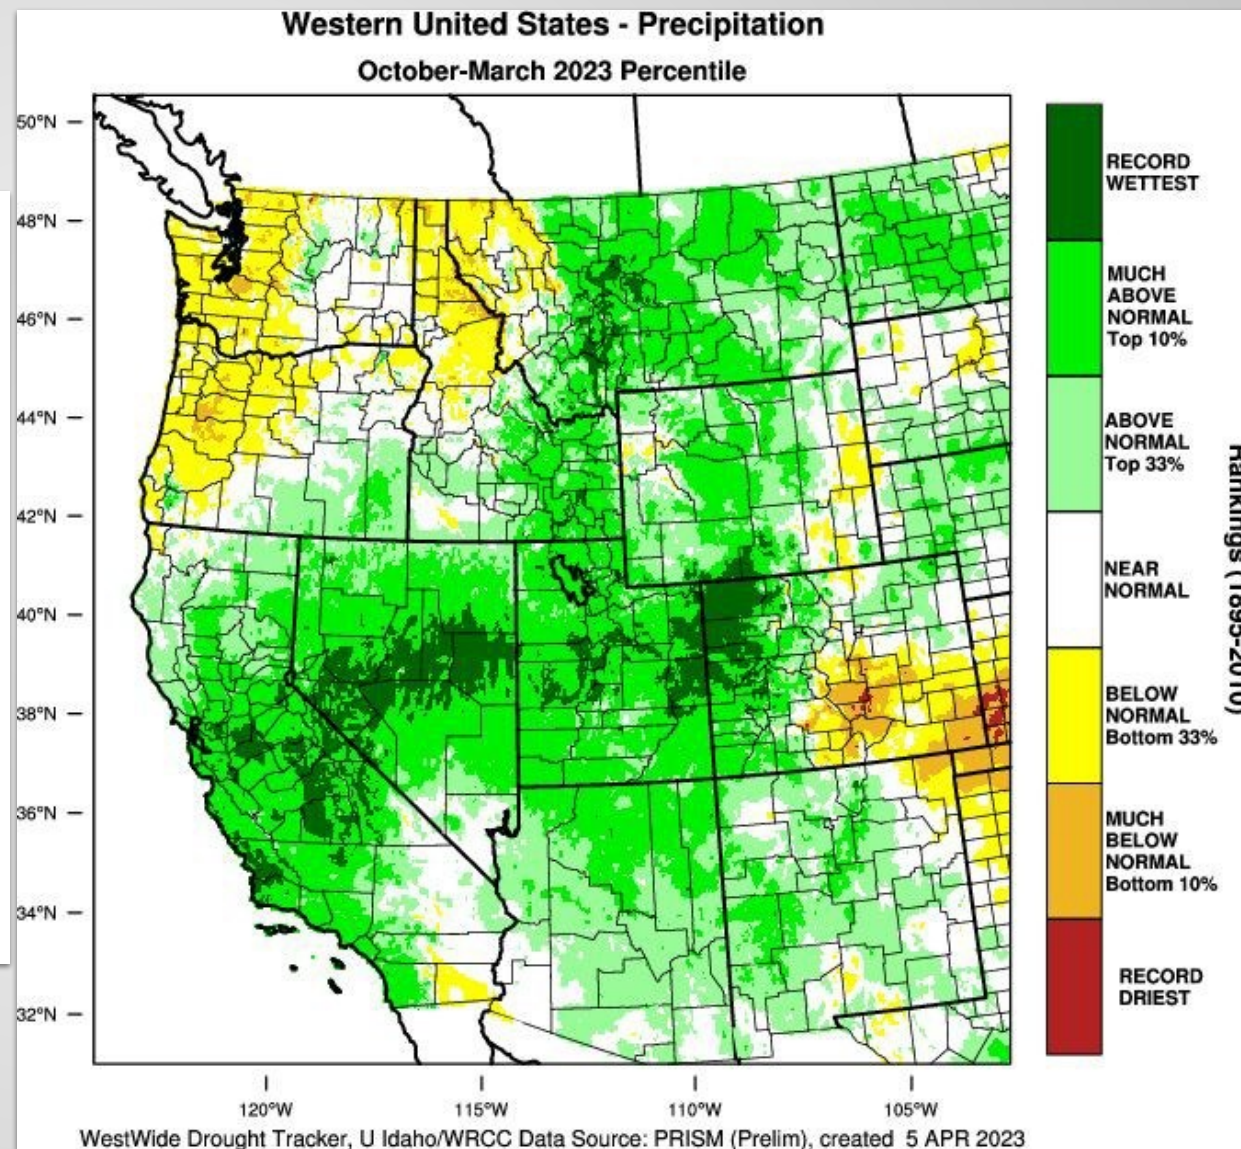 Western United States - Precipitation
October-March 2023 Percentile
50°N
48°N
46°N
44°N
42°N
40°N
38°N
36°N
34°N
32°N
120°W
115°W
110°W
105°W
RECORD
WETTEST
MUCH
ABOVE
NORMAL
Top 10%
ABOVE
NORMAL
Top 33%
NEAR
NORMAL
BELOW
NORMAL
Bottom 33%
MUCH
BELOW
NORMAL
Bottom 10%
RECORD
DRIEST
Rankings (1895-2010)
WestWide Drought Tracker, U Idaho/WRCC Data Source: PRISM (Prelim), created 5 APR 2023